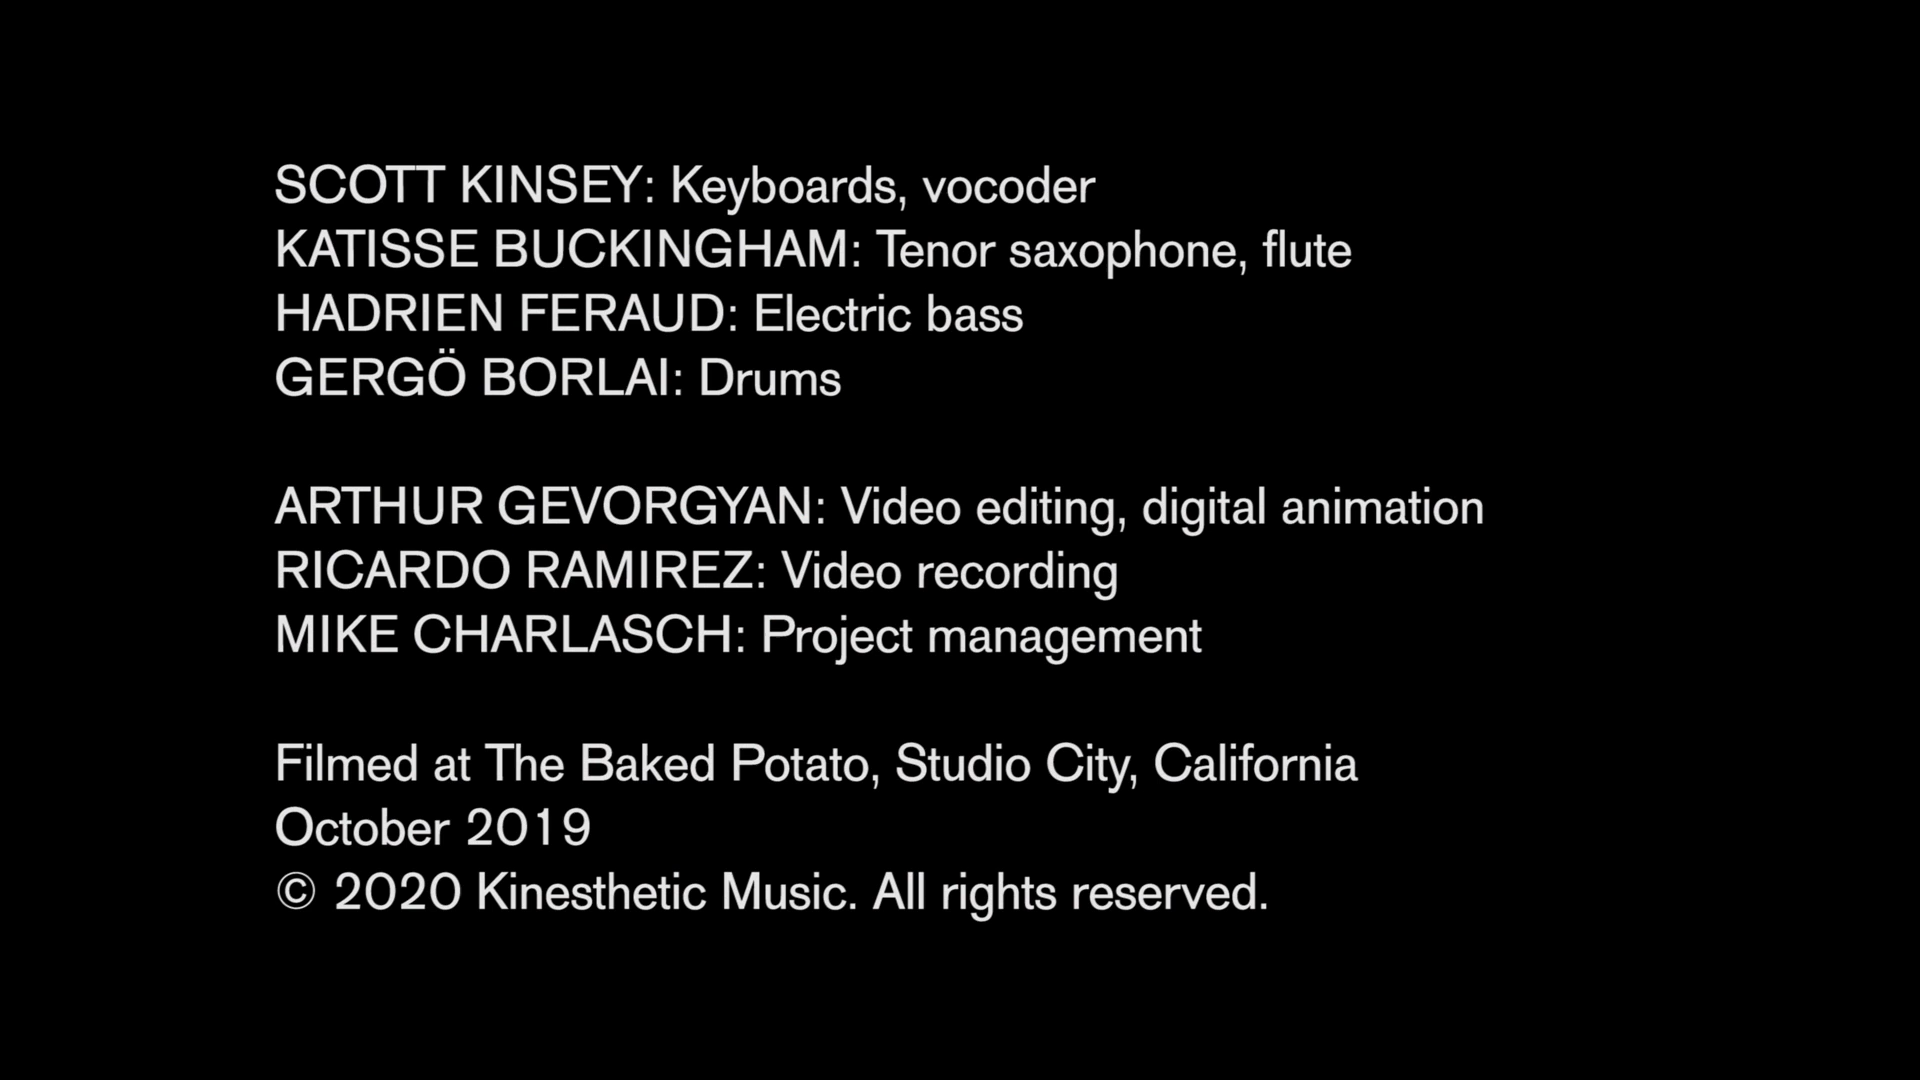 SCOTT KINSEY: Keyboards, vocoder
KATISSE BUCKINGHAM: Tenor saxophone, flute
HADRIEN FERAUD: Electric bass
GERGÖ BORLAI: Drums
ARTHUR GEVORGYAN: Video editing, digital animation
RICARDO RAMIREZ: Video recording
MIKE CHARLASCH: Project management
Filmed at The Baked Potato, Studio City, California
October 2019
© 2020 Kinesthetic Music. All rights reserved.